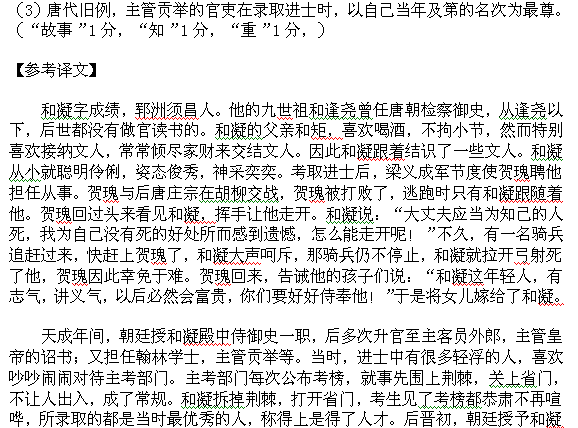 （3）唐代旧例，主管贡举的官吏在录取进士时，以自己当年及第的名次为最尊。
（ “故事 ”1 分， “知 ”1 分， “重 ”1 分，）
【参考译文】
和凝字成绩，郓洲须昌人。他的九世祖和逢尧曾任唐朝检察御史，从逢尧以
下，后世都没有做官读书的。和凝的父亲和矩，喜欢喝酒，不拘小节，然而特别
喜欢接纳文人，常常倾尽家财来交结文人。因此和凝跟着结识了一些文人。和凝
从小就聪明伶俐，姿态俊秀，神采奕奕。考取进士后，梁义成军节度使贺瑰聘他
担任从事。贺瑰与后唐庄宗在胡柳交战，贺瑰被打败了，逃跑时只有和凝跟随着
他。贺瑰回过头来看见和凝，挥手让他走开。和凝说：“大丈夫应当为知己的人
死，我为自己没有死的好处所而感到遗憾，怎么能走开呢！”不久，有一名骑兵
追赶过来，快赶上贺瑰了，和凝大声呵斥，那骑兵仍不停止，和凝就拉开弓射死
了他，贺瑰因此幸免于难。贺瑰回来，告诫他的孩子们说：“和凝这年轻人，有
志气，讲义气，以后必然会富贵，你们要好好侍奉他！”于是将女儿嫁给了和凝。
天成年间，朝廷授和凝殿中侍御史一职，后多次升官至主客员外郎，主管皇
帝的诏书；又担任翰林学士，主管贡举等。当时，进士中有很多轻浮的人，喜欢
吵吵闹闹对待主考部门。主考部门每次公布考榜，就事先围上荆棘，关上省门，
不让人出入，成了常规。和凝拆掉荆棘，打开省门，考生见了考榜都恭肃不再喧
哗，所录取的都是当时最优秀的人，称得上是得了人才。后晋初，朝廷授予和凝